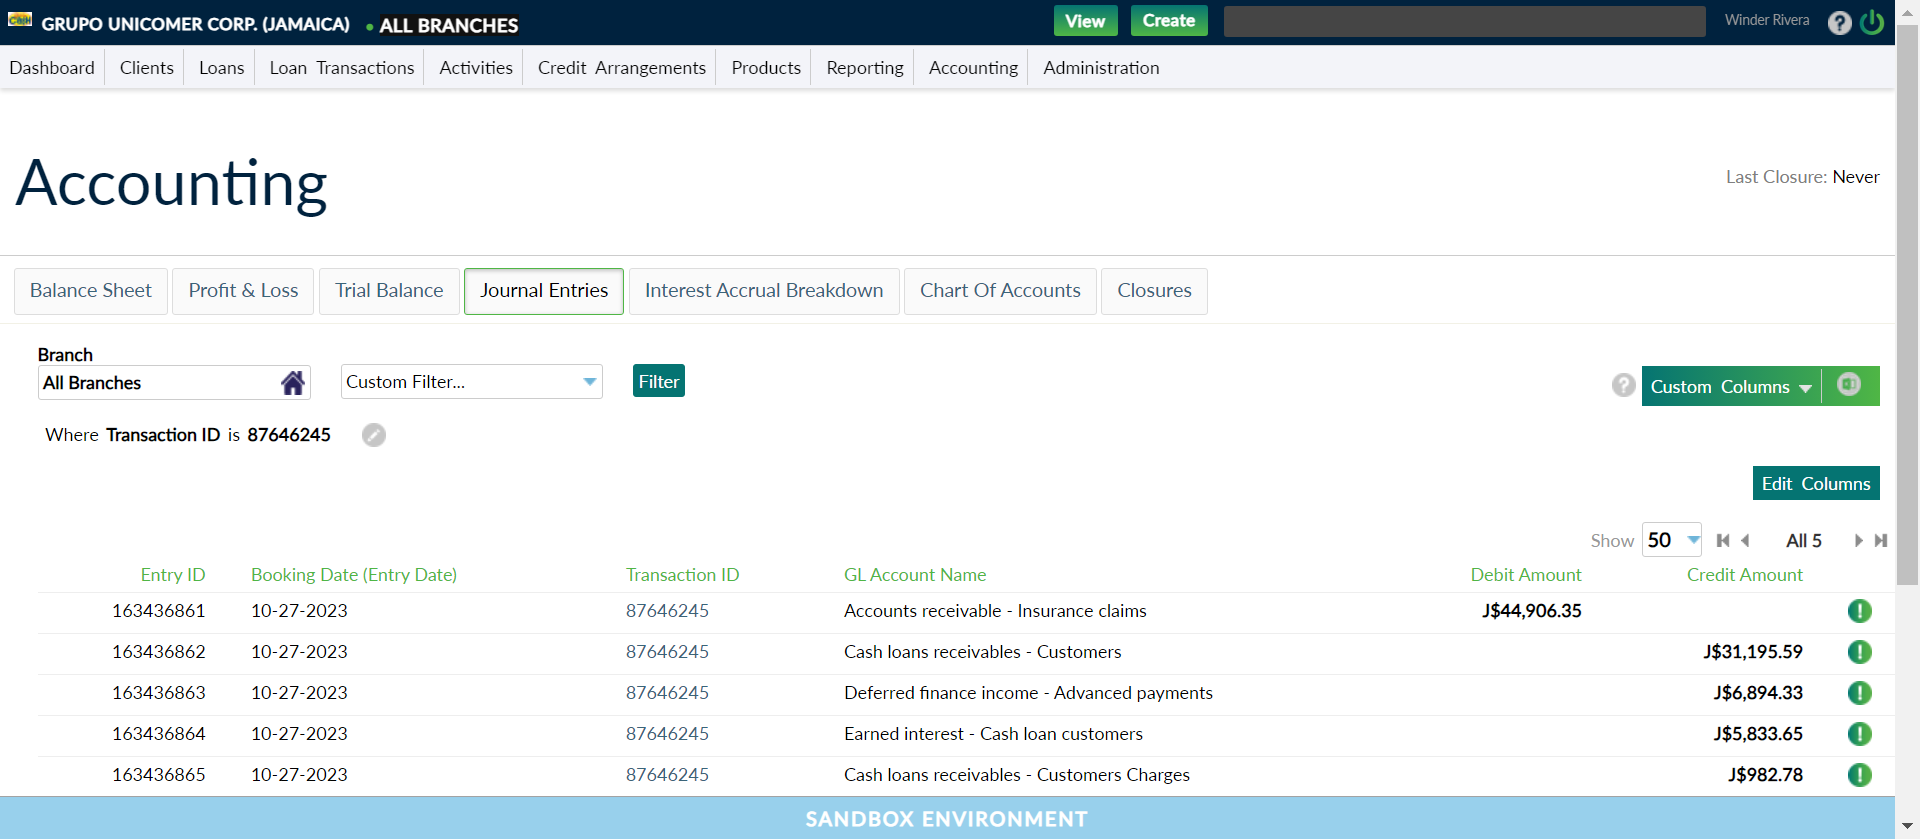 CASH GRUPO UNICOMER CORP. (JAMAICA) • ALL BRANCHES View Create Winder Rivera ?
Dashboard Clients Loans Loan Transactions Activities Credit Arrangements Products Reporting Accounting Administration
Accounting
Last Closure: Never
Balance Sheet Profit & Loss Trial Balance Journal Entries Interest Accrual Breakdown Chart Of Accounts Closures
Branch
All Branches Custom Filter... Filter ? Custom Columns
Where Transaction ID is 87646245
Edit Columns
Show 50 All 5
Entry ID Booking Date (Entry Date) Transaction ID GL Account Name Debit Amount Credit Amount
163436861 10-27-2023 87646245 Accounts receivable - Insurance claims J$44,906.35
163436862 10-27-2023 87646245 Cash loans receivables - Customers J$31,195.59
163436863 10-27-2023 87646245 Deferred finance income - Advanced payments J$6,894.33
163436864 10-27-2023 87646245 Earned interest - Cash loan customers J$5,833.65
163436865 10-27-2023 87646245 Cash loans receivables - Customers Charges J$982.78
SANDBOX ENVIRONMENT